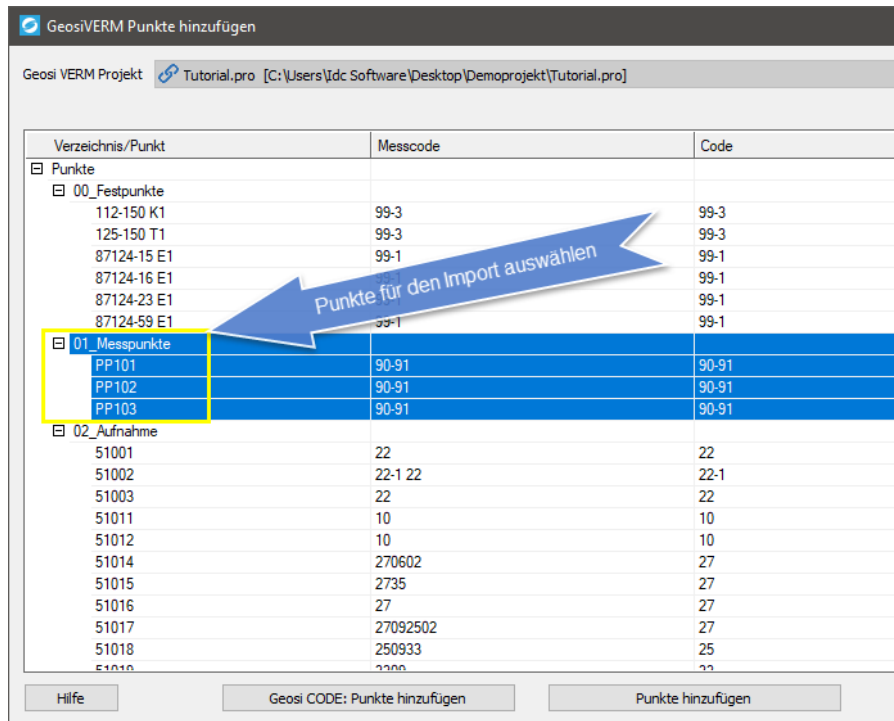 GeosiVERM Punkte hinzufügen
Geosi VERM Projekt Tutorial.pro [C:\Users\Idc Software\Desktop\Demoprojekt\Tutorial.pro]
Verzeichnis/Punkt Messcode Code
Punkte
00_Festpunkte
112-150 K1 99-3 99-3
125-150 T1 99-3 99-3
87124-15 E1 99-1 99-1
87124-16 E1 99-1
87124-23 E1 99-1
87124-59 E1 99-1 99-1
Punkte für den Import auswählen
01_Messpunkte
PP101 90-91 90-91
PP102 90-91 90-91
PP103 90-91 90-91
02_Aufnahme
51001 22 22
51002 22-1 22 22-1
51003 22 22
51011 10 10
51012 10 10
51014 270602 27
51015 2735 27
51016 27 27
51017 27092502 27
51018 250933 25
Hilfe Geosi CODE: Punkte hinzufügen Punkte hinzufügen